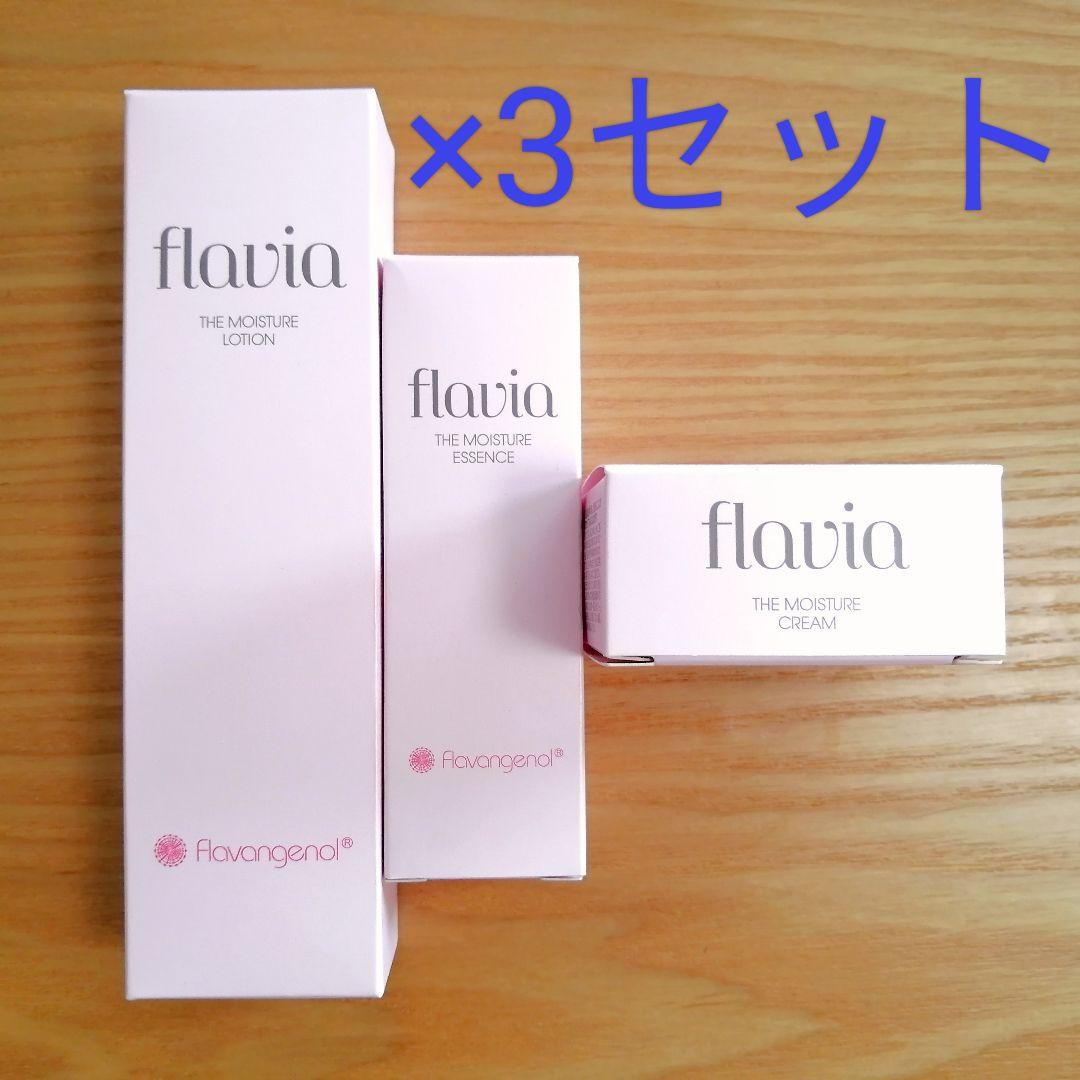 ×3セット
flavia
THE MOISTURE
LOTION
flavangenol®
flavia
THE MOISTURE
ESSENCE
flavangenol®
flavia
THE MOISTURE
CREAM